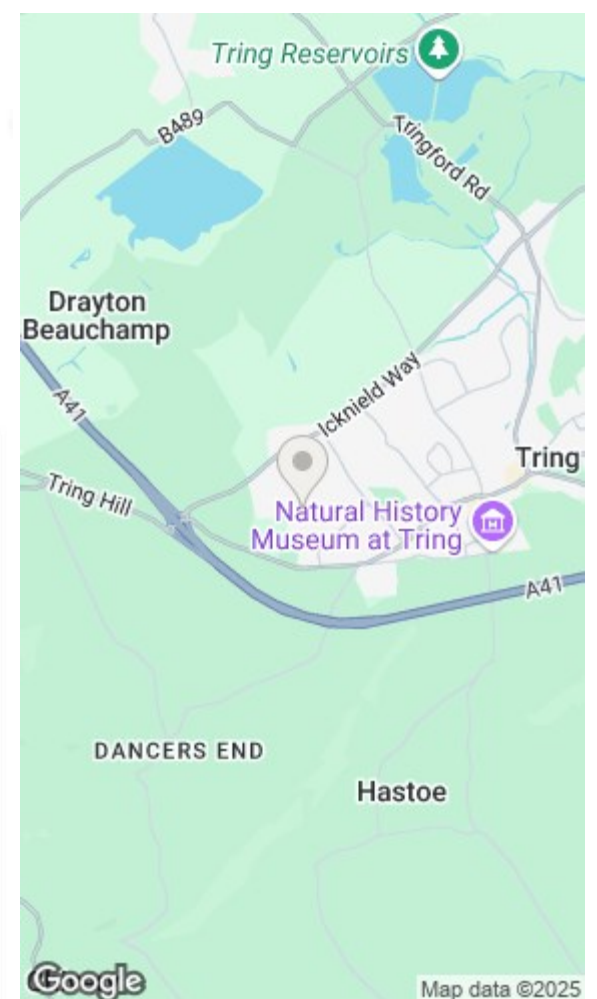 Tring Reservoirs
B489
Tringford Rd
Drayton
Beauchamp
Icknield Way
A41
Tring
Tring Hill
Natural History
Museum at Tring
A41
DANCERS END
Hastoe
Google
Map data ©2025